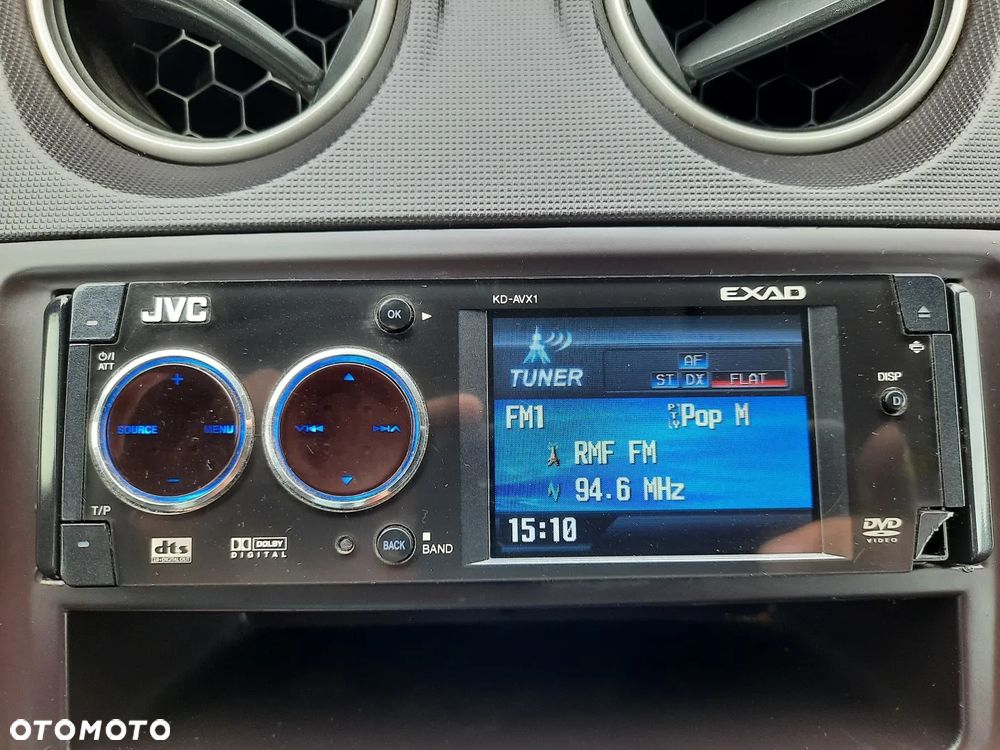 JVC
KD-AVX1
EXAD
OK
ATT
SOURCE
MENU
T/P
dts
DOLBY
DIGITAL
BACK
BAND
TUNER
AF
ST DX FLAT
FM1
PTY Pop M
RMF FM
94.6 MHz
15:10
DISP
D
DVD
VIDEO
OTOMOTO